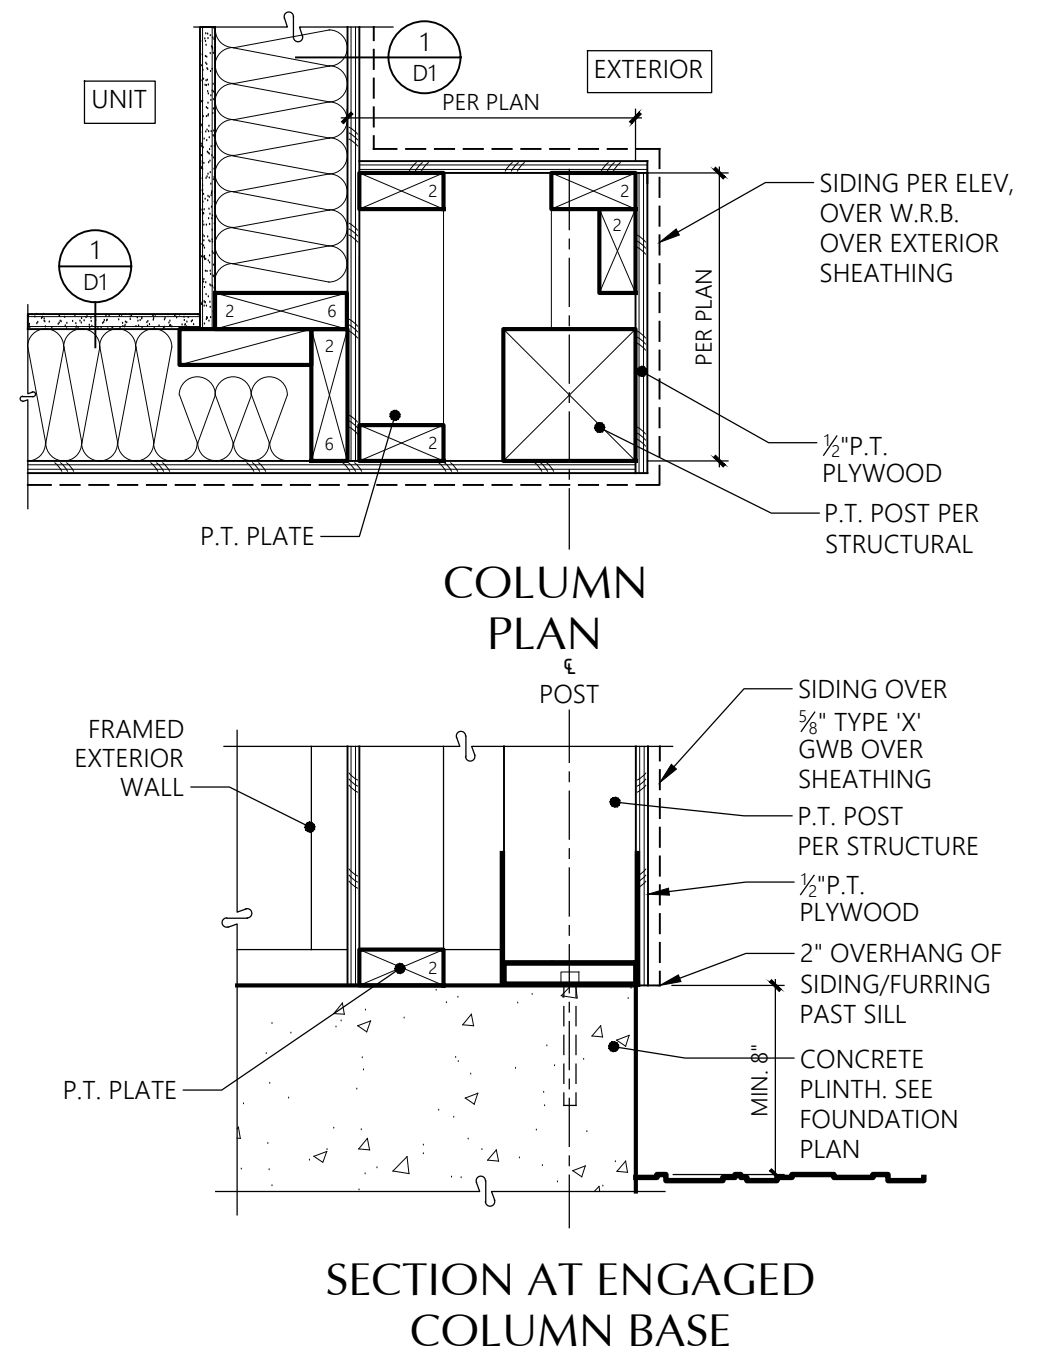 1
D1
UNIT
EXTERIOR
PER PLAN
2
2
2
SIDING PER ELEV,
OVER W.R.B.
OVER EXTERIOR
SHEATHING
1
D1
PER PLAN
2 6
2
6
2
½"P.T.
PLYWOOD
P.T. POST PER
STRUCTURAL
P.T. PLATE
COLUMN
PLAN
℄
POST
FRAMED
EXTERIOR
WALL
SIDING OVER
⅝" TYPE 'X'
GWB OVER
SHEATHING
P.T. POST
PER STRUCTURE
½"P.T.
PLYWOOD
2
2" OVERHANG OF
SIDING/FURRING
PAST SILL
P.T. PLATE
MIN. 8"
CONCRETE
PLINTH. SEE
FOUNDATION
PLAN
SECTION AT ENGAGED
COLUMN BASE